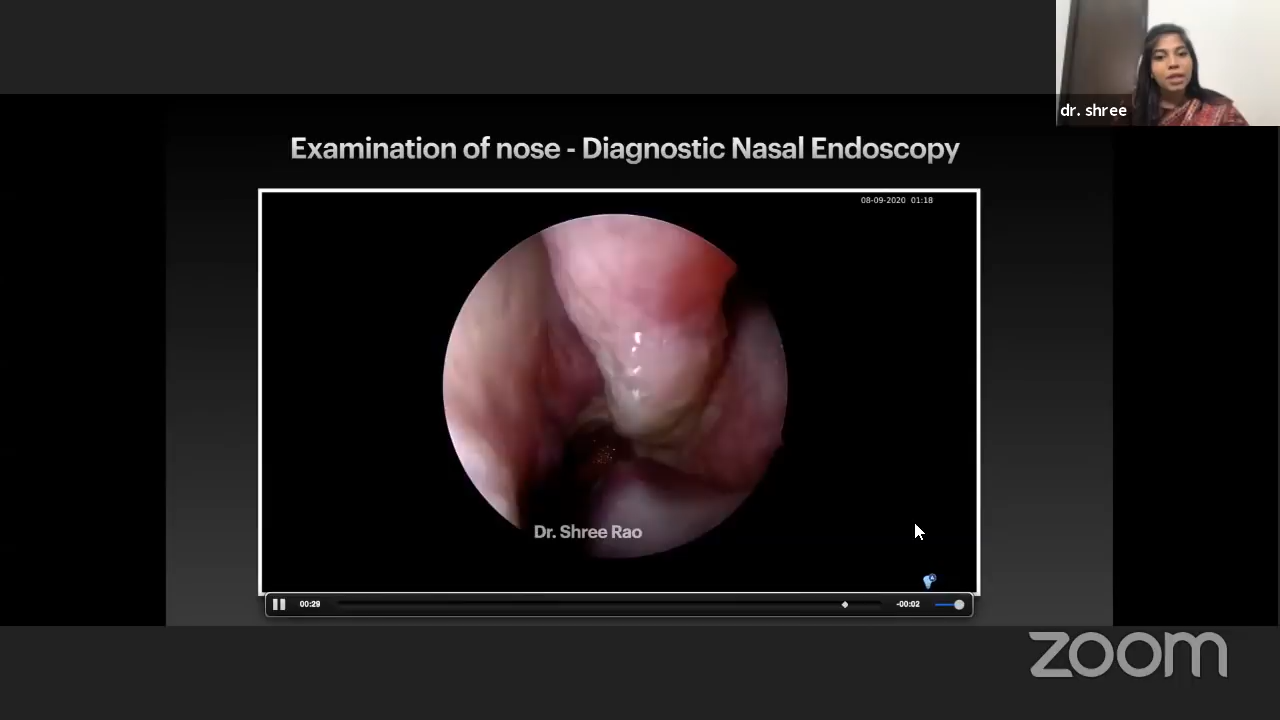 dr. shree
Examination of nose - Diagnostic Nasal Endoscopy
08-09-2020 01:18
Dr. Shree Rao
00:29
-00:02
zoom